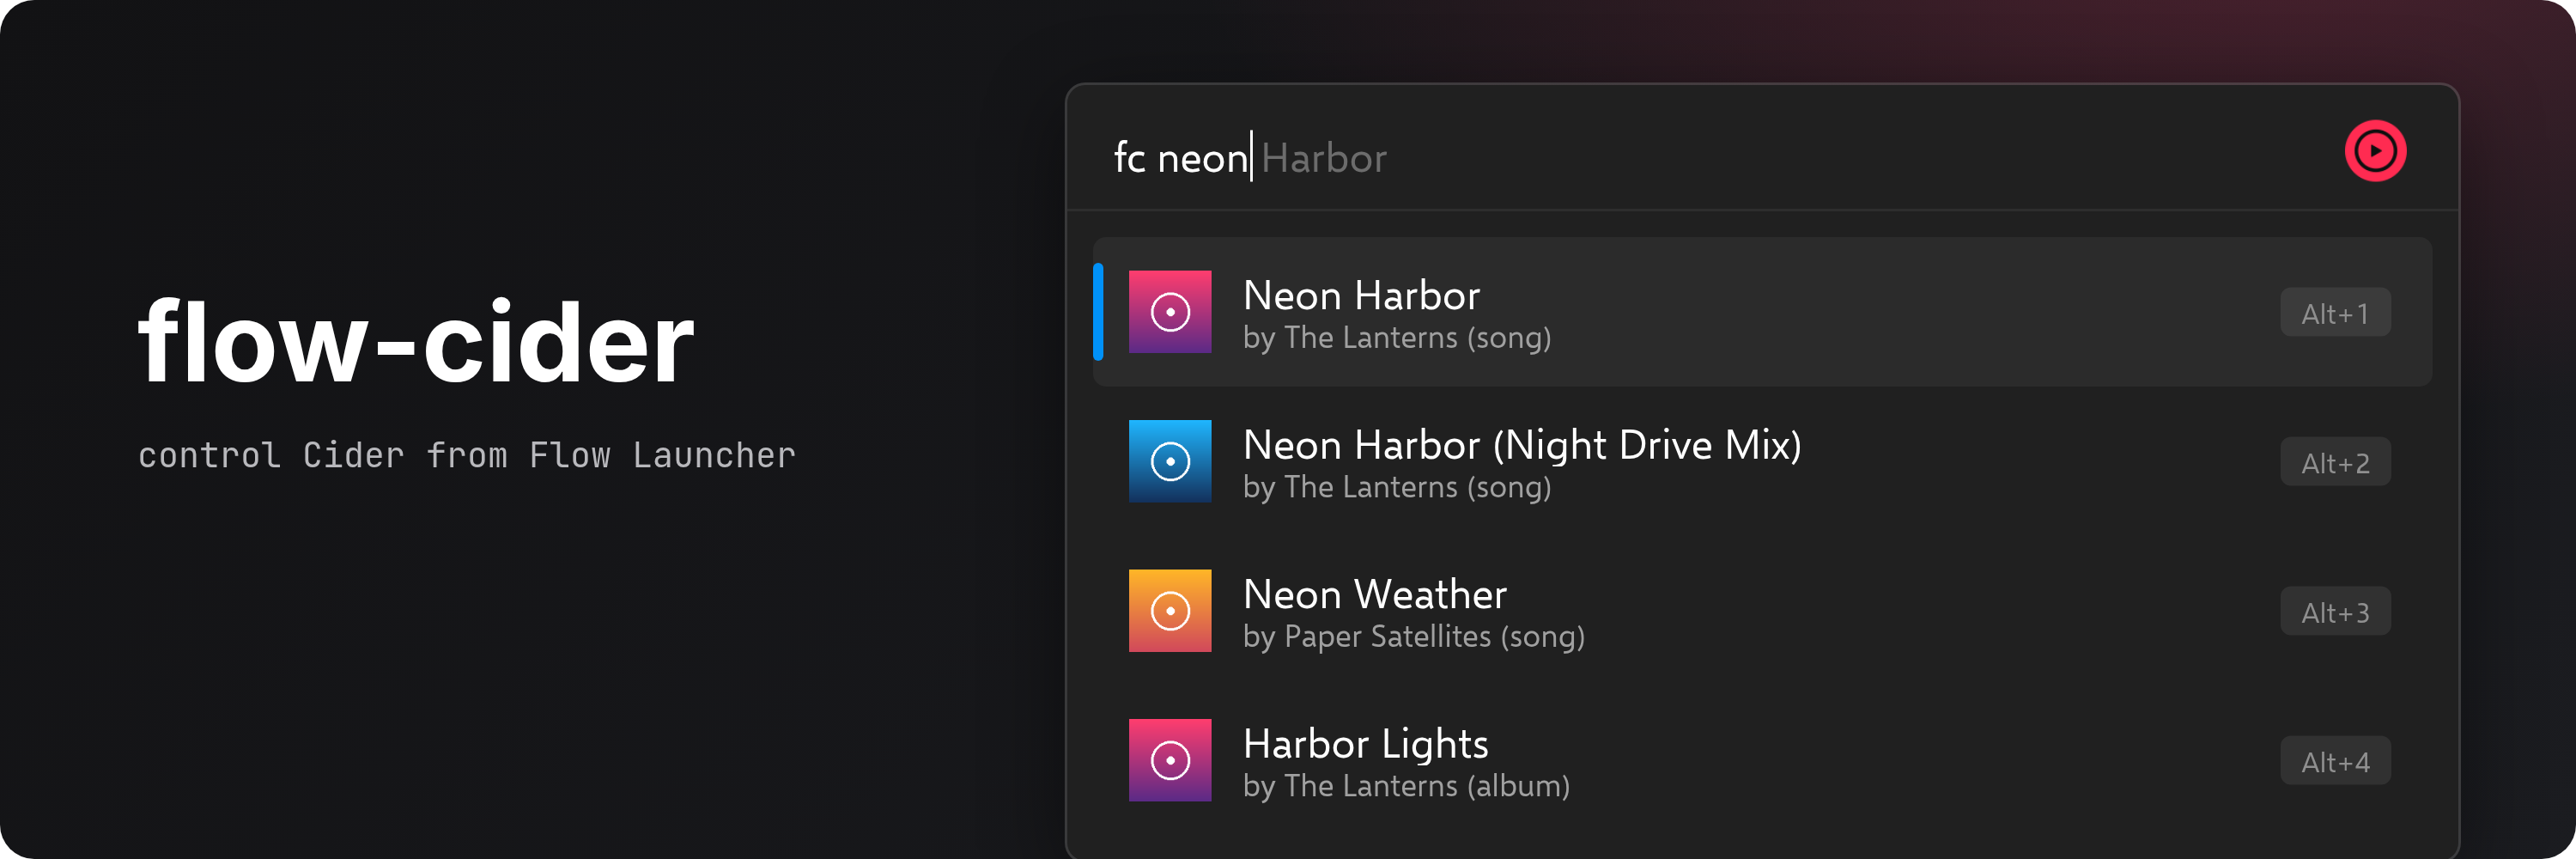 flow-cider
control Cider from Flow Launcher
fc neon Harbor
Neon Harbor
by The Lanterns (song)
Alt+1
Neon Harbor (Night Drive Mix)
by The Lanterns (song)
Alt+2
Neon Weather
by Paper Satellites (song)
Alt+3
Harbor Lights
by The Lanterns (album)
Alt+4